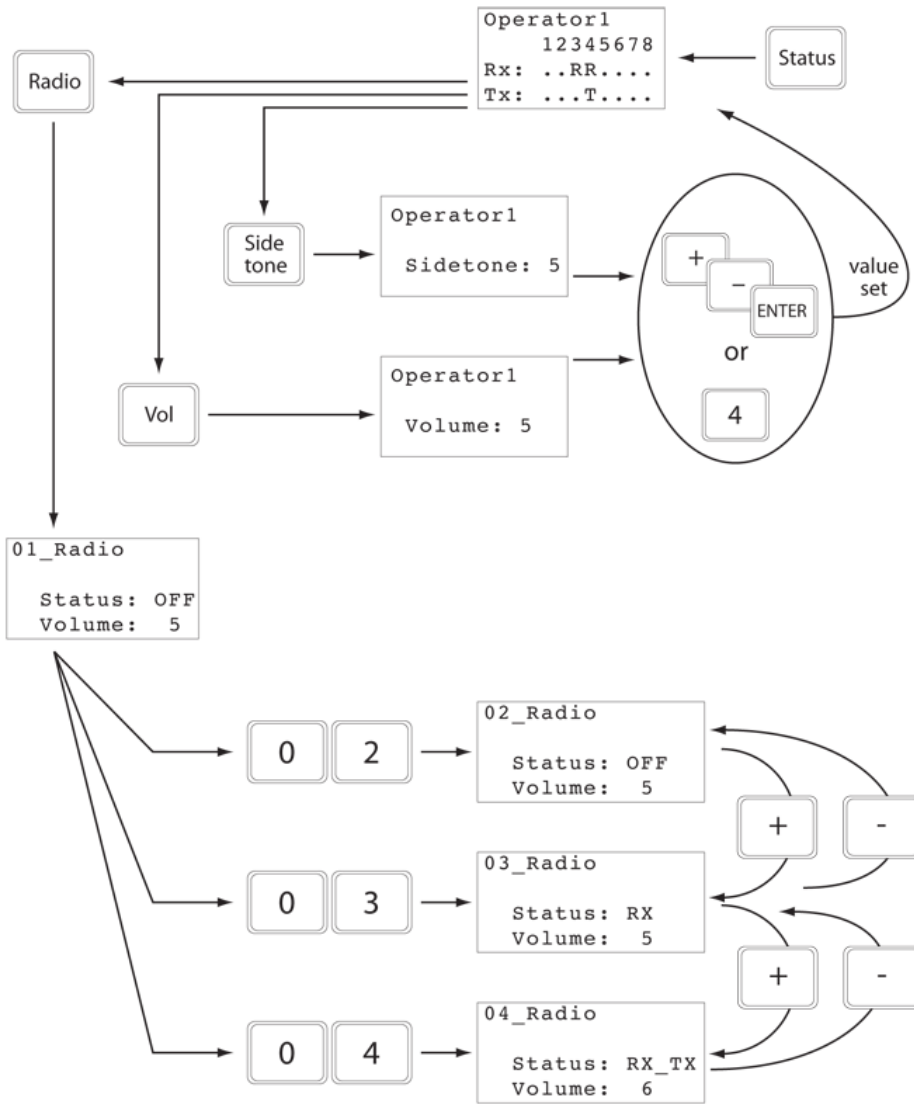 Operator1
12345678
Rx: ..RR....
Tx: ...T....
Status
Radio
Side
tone
Operator1
Sidetone: 5
+
-
ENTER
or
4
value
set
Vol
Operator1
Volume: 5
01_Radio
Status: OFF
Volume: 5
0 2
02_Radio
Status: OFF
Volume: 5
+ -
0 3
03_Radio
Status: RX
Volume: 5
+ -
0 4
04_Radio
Status: RX_TX
Volume: 6